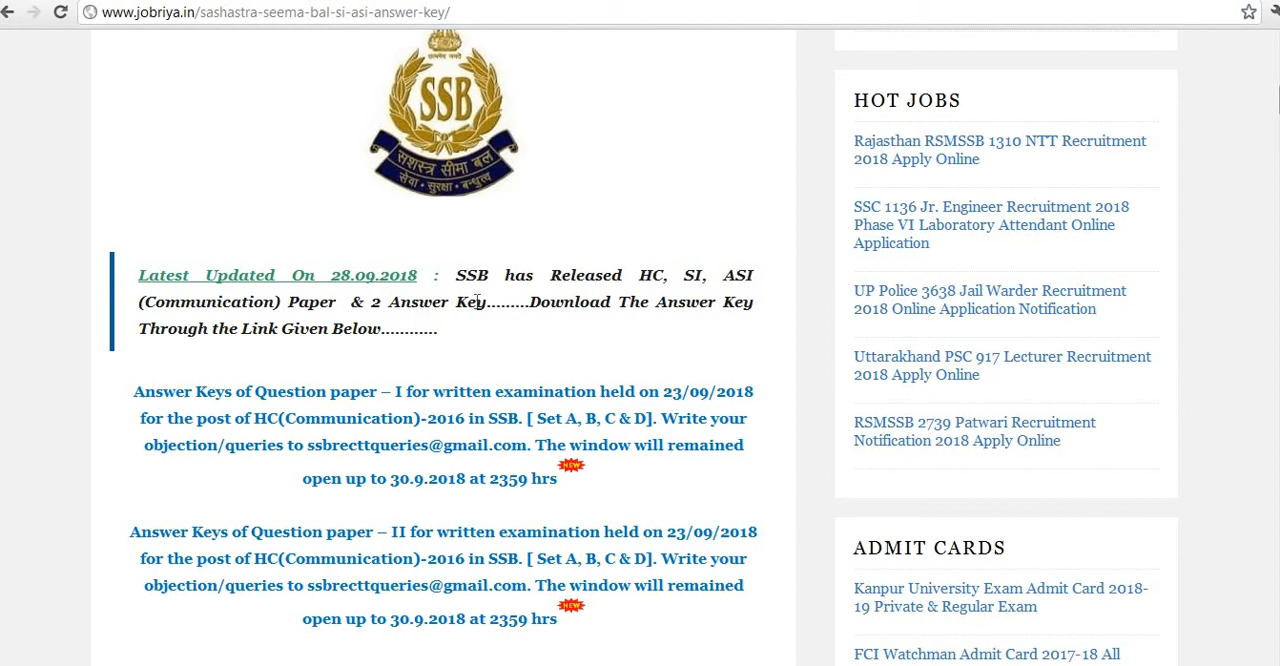 www.jobriya.in/sashastra-seema-bal-si-asi-answer-key/
SSB
सशस्त्र सीमा बल
सेवा • सुरक्षा • बन्धुत्व
Latest Updated On 28.09.2018 : SSB has Released HC, SI, ASI
(Communication) Paper & 2 Answer Key.........Download The Answer Key
Through the Link Given Below............
Answer Keys of Question paper – I for written examination held on 23/09/2018
for the post of HC(Communication)-2016 in SSB. [ Set A, B, C & D]. Write your
objection/queries to ssbrecttqueries@gmail.com. The window will remained
NEW
open up to 30.9.2018 at 2359 hrs
Answer Keys of Question paper – II for written examination held on 23/09/2018
for the post of HC(Communication)-2016 in SSB. [ Set A, B, C & D]. Write your
objection/queries to ssbrecttqueries@gmail.com. The window will remained
NEW
open up to 30.9.2018 at 2359 hrs
HOT JOBS
Rajasthan RSMSSB 1310 NTT Recruitment
2018 Apply Online
SSC 1136 Jr. Engineer Recruitment 2018
Phase VI Laboratory Attendant Online
Application
UP Police 3638 Jail Warder Recruitment
2018 Online Application Notification
Uttarakhand PSC 917 Lecturer Recruitment
2018 Apply Online
RSMSSB 2739 Patwari Recruitment
Notification 2018 Apply Online
ADMIT CARDS
Kanpur University Exam Admit Card 2018-
19 Private & Regular Exam
FCI Watchman Admit Card 2017-18 All